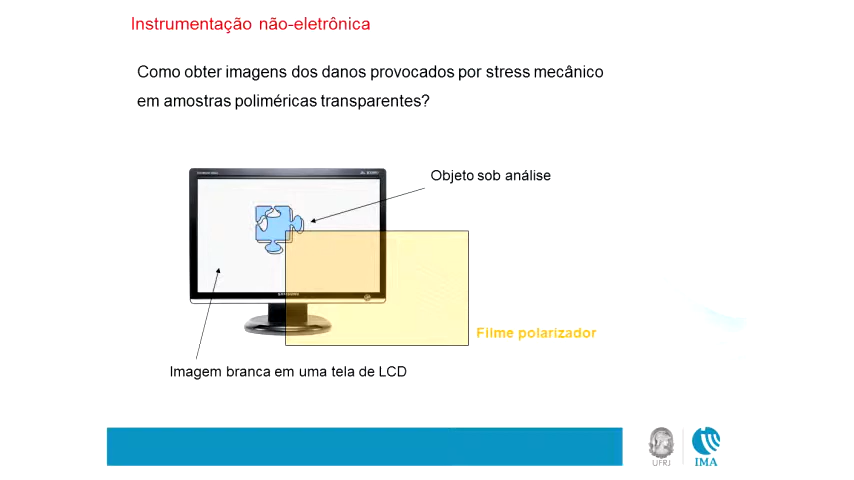 Instrumentação não-eletrônica
Como obter imagens dos danos provocados por stress mecânico
em amostras poliméricas transparentes?
Objeto sob análise
Filme polarizador
Imagem branca em uma tela de LCD
UFRJ
IMA